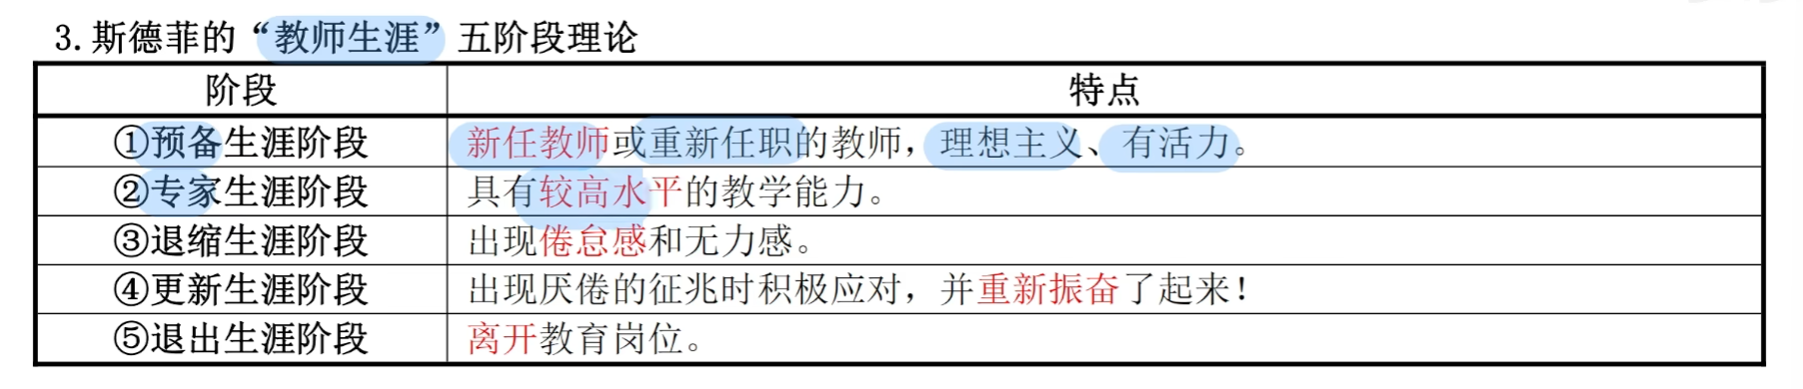 3.斯德菲的“教师生涯”五阶段理论
阶段 特点
①预备生涯阶段 新任教师或重新任职的教师，理想主义、有活力。
②专家生涯阶段 具有较高水平的教学能力。
③退缩生涯阶段 出现倦怠感和无力感。
④更新生涯阶段 出现厌倦的征兆时积极应对，并重新振奋了起来！
⑤退出生涯阶段 离开教育岗位。